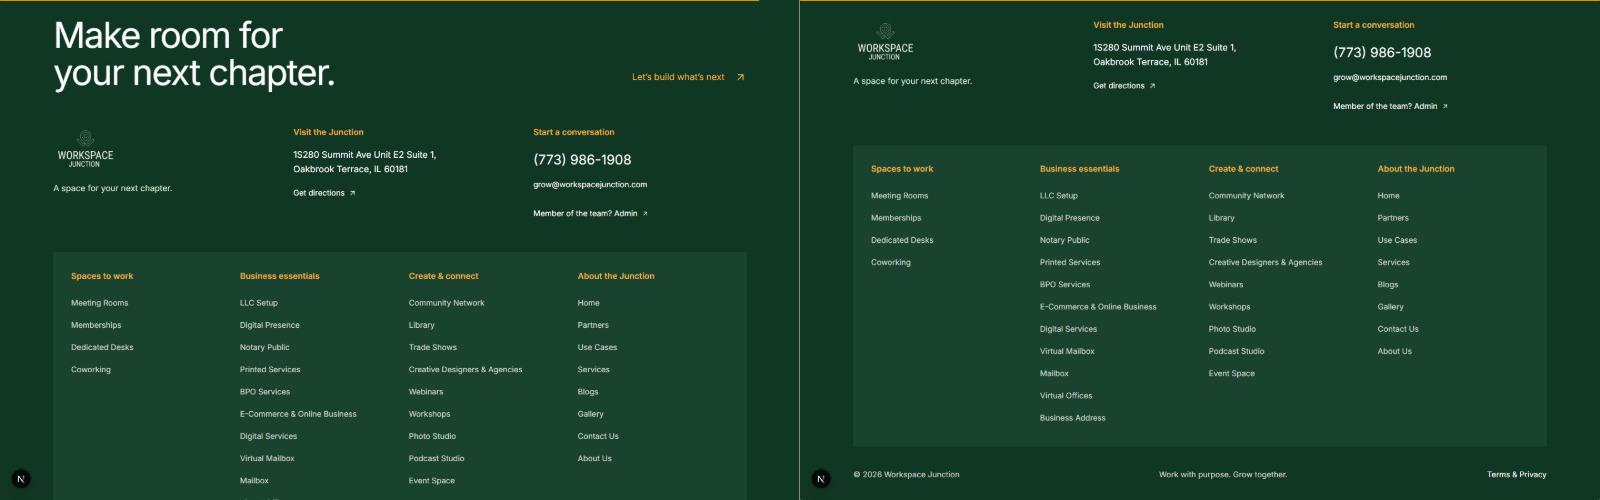 Make room for
your next chapter.
Let's build what's next
WORKSPACE
JUNCTION
A space for your next chapter.
Visit the Junction
1S280 Summit Ave Unit E2 Suite 1,
Oakbrook Terrace, IL 60181
Get directions
Start a conversation
(773) 986-1908
grow@workspacejunction.com
Member of the team? Admin
Spaces to work
Meeting Rooms
Memberships
Dedicated Desks
Coworking
Business essentials
LLC Setup
Digital Presence
Notary Public
Printed Services
BPO Services
E-Commerce & Online Business
Digital Services
Virtual Mailbox
Mailbox
Create & connect
Community Network
Library
Trade Shows
Creative Designers & Agencies
Webinars
Workshops
Photo Studio
Podcast Studio
Event Space
About the Junction
Home
Partners
Use Cases
Services
Blogs
Gallery
Contact Us
About Us
N
WORKSPACE
JUNCTION
A space for your next chapter.
Visit the Junction
1S280 Summit Ave Unit E2 Suite 1,
Oakbrook Terrace, IL 60181
Get directions
Start a conversation
(773) 986-1908
grow@workspacejunction.com
Member of the team? Admin
Spaces to work
Meeting Rooms
Memberships
Dedicated Desks
Coworking
Business essentials
LLC Setup
Digital Presence
Notary Public
Printed Services
BPO Services
E-Commerce & Online Business
Digital Services
Virtual Mailbox
Mailbox
Virtual Offices
Business Address
Create & connect
Community Network
Library
Trade Shows
Creative Designers & Agencies
Webinars
Workshops
Photo Studio
Podcast Studio
Event Space
About the Junction
Home
Partners
Use Cases
Services
Blogs
Gallery
Contact Us
About Us
© 2026 Workspace Junction
Work with purpose. Grow together.
Terms & Privacy
N